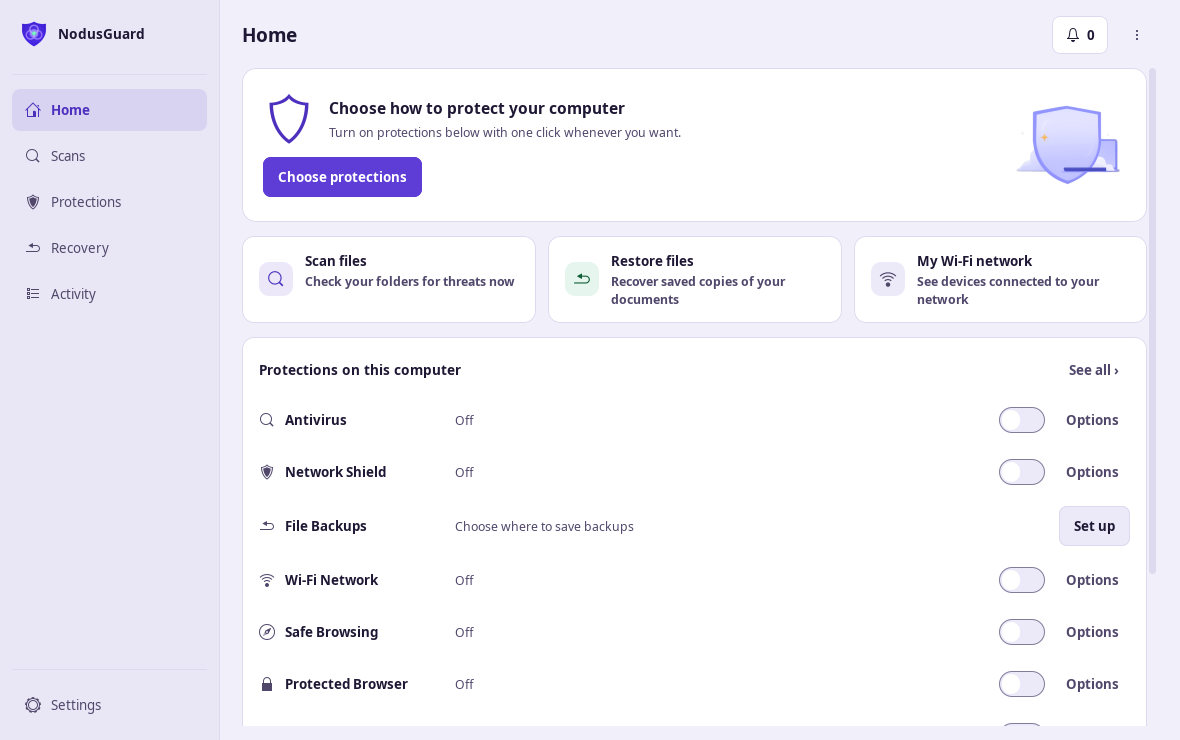 NodusGuard
Home
Scans
Protections
Recovery
Activity
Settings
Home
0
Choose how to protect your computer
Turn on protections below with one click whenever you want.
Choose protections
Scan files
Check your folders for threats now
Restore files
Recover saved copies of your
documents
My Wi-Fi network
See devices connected to your
network
Protections on this computer
See all ›
Antivirus
Off
Options
Network Shield
Off
Options
File Backups
Choose where to save backups
Set up
Wi-Fi Network
Off
Options
Safe Browsing
Off
Options
Protected Browser
Off
Options